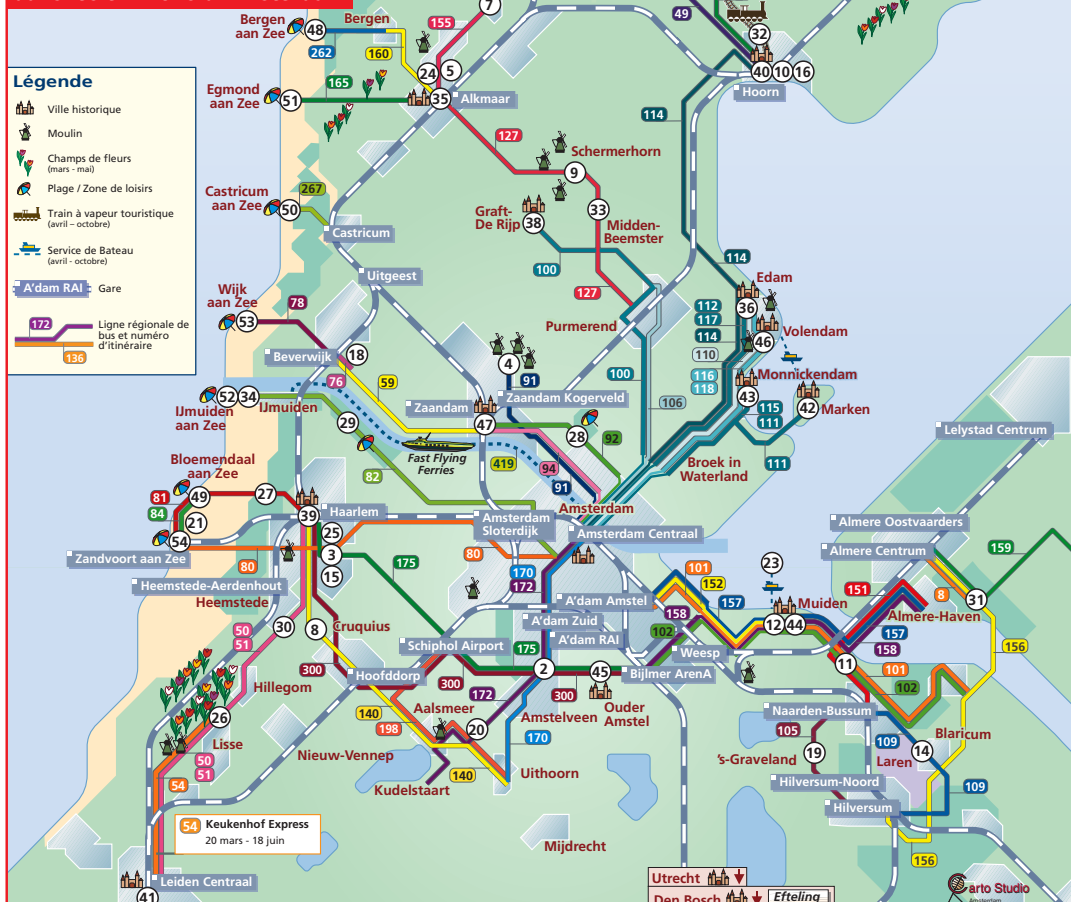 7
155
49
32
Bergen
aan Zee
48
Bergen
262
160
24
5
40
10
16
Hoorn
Légende
Ville historique
Moulin
Champs de fleurs
(mars - mai)
Plage / Zone de loisirs
Train à vapeur touristique
(avril – octobre)
Service de Bateau
(avril - octobre)
A'dam RAI
Gare
172
136
Ligne régionale de
bus et numéro
d'itinéraire
Egmond
aan Zee
51
165
35
Alkmaar
114
127
Schermerhorn
9
Castricum
aan Zee
267
50
Castricum
Graft-
De Rijp
38
33
Midden-
Beemster
100
127
Uitgeest
114
Edam
Wijk
aan Zee
78
53
Purmerend
112
117
114
36
Volendam
110
46
Beverwijk
18
76
59
4
91
100
116
118
Monnickendam
43
115
111
42
Marken
106
52
34
IJmuiden
aan Zee
IJmuiden
29
Zaandam
Zaandam Kogerveld
47
28
92
Fast Flying
Ferries
419
94
91
82
111
Broek in
Waterland
Lelystad Centrum
Bloemendaal
aan Zee
81
84
49
21
54
27
39
Haarlem
25
3
15
Amsterdam
Amsterdam
Sloterdijk
Amsterdam Centraal
Almere Oostvaarders
Almere Centrum
159
Zandvoort aan Zee
80
80
170
172
175
23
101
152
157
151
8
31
Heemstede-Aerdenhout
Heemstede
A'dam Amstel
A'dam Zuid
A'dam RAI
158
102
Muiden
12
44
Almere-Haven
157
158
50
51
30
8
Cruquius
Schiphol Airport
175
Weesp
156
300
Hoofddorp
300
2
300
45
Bijlmer ArenA
11
101
102
Hillegom
172
Aalsmeer
Amstelveen
Ouder
Amstel
Naarden-Bussum
26
Lisse
140
198
20
170
105
109
Blaricum
Nieuw-Vennep
19
's-Graveland
Laren
14
50
51
140
Uithoorn
Kudelstaart
54
Hilversum-Noord
109
Hilversum
54
Keukenhof Express
20 mars - 18 juin
Mijdrecht
156
Leiden Centraal
41
Utrecht
Den Bosch
Efteling
Carto Studio
Amsterdam